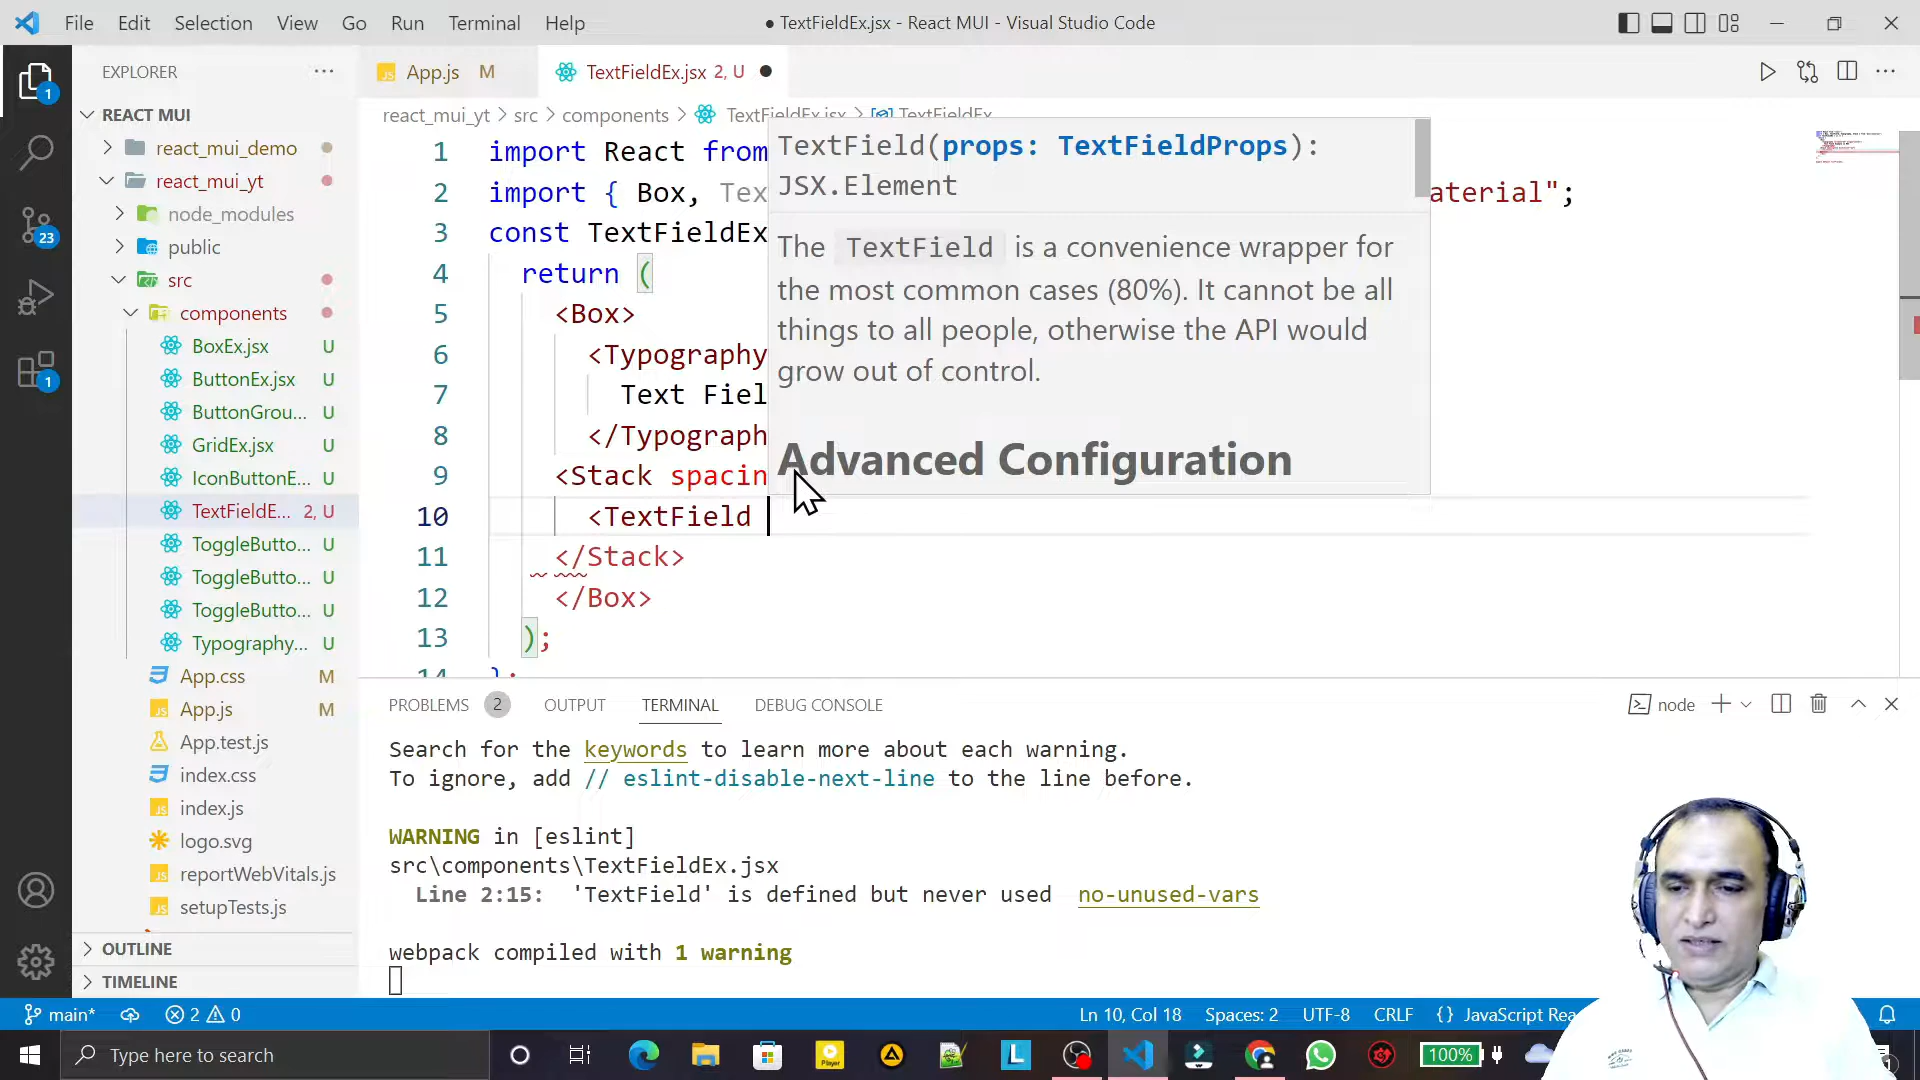 File Edit Selection View Go Run Terminal Help
● TextFieldEx.jsx - React MUI - Visual Studio Code
EXPLORER
App.js M
TextFieldEx.jsx 2, U
REACT MUI
react_mui_yt > src > components > TextFieldEx.jsx > TextFieldEx
react_mui_demo
react_mui_yt
node_modules
public
src
components
BoxEx.jsx U
ButtonEx.jsx U
ButtonGrou... U
GridEx.jsx U
IconButtonE... U
TextFieldE... 2, U
ToggleButto... U
ToggleButto... U
ToggleButto... U
Typography... U
App.css M
App.js M
App.test.js
index.css
index.js
logo.svg
reportWebVitals.js
setupTests.js
OUTLINE
TIMELINE
1
23
1
1 import React from
2 import { Box, Tex aterial";
3 const TextFieldEx
4 return (
5 <Box>
6 <Typography
7 Text Fiel
8 </Typograph
9 <Stack spacin
10 <TextField
11 </Stack>
12 </Box>
13 );
14 };
TextField(props: TextFieldProps):
JSX.Element
The TextField is a convenience wrapper for
the most common cases (80%). It cannot be all
things to all people, otherwise the API would
grow out of control.
Advanced Configuration
PROBLEMS 2 OUTPUT TERMINAL DEBUG CONSOLE
node
Search for the keywords to learn more about each warning.
To ignore, add // eslint-disable-next-line to the line before.
WARNING in [eslint]
src\components\TextFieldEx.jsx
Line 2:15: 'TextField' is defined but never used no-unused-vars
webpack compiled with 1 warning
main* 2 0
Ln 10, Col 18 Spaces: 2 UTF-8 CRLF {} JavaScript Rea
Type here to search
Player
L
100%